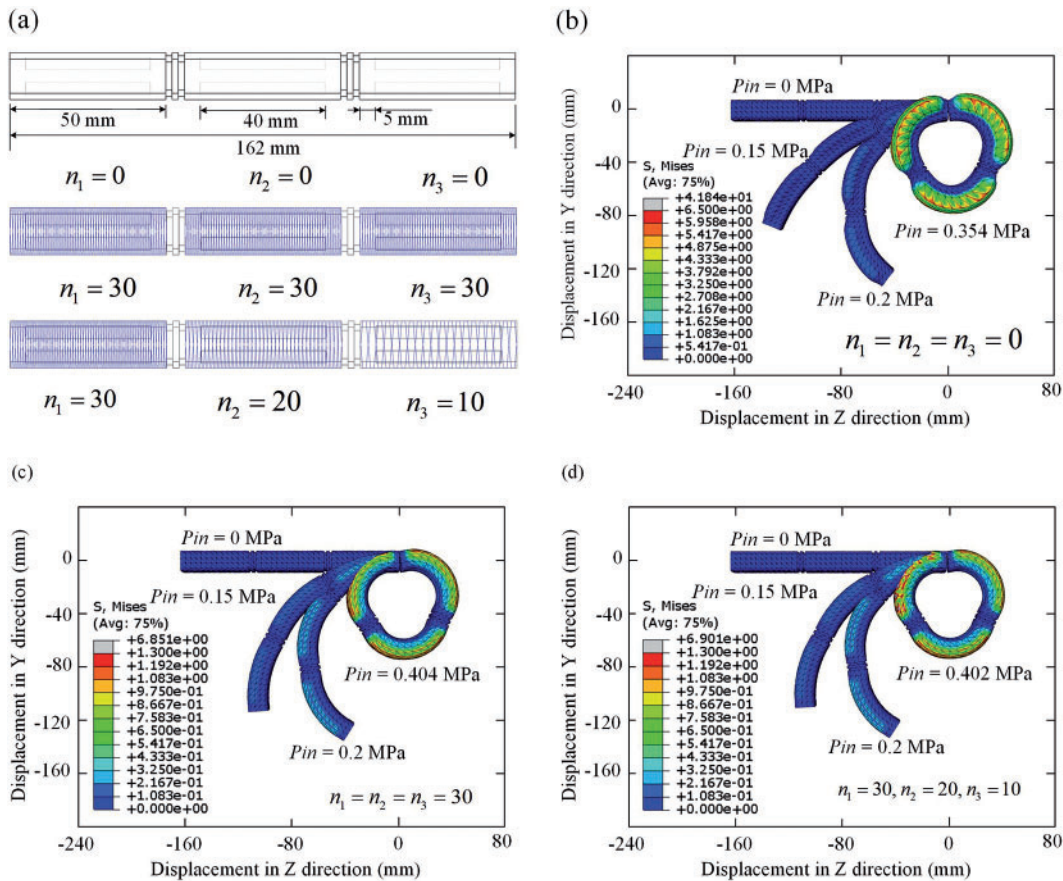 (a)
50 mm
40 mm
5 mm
162 mm
n₁ = 0
n₂ = 0
n₃ = 0
n₁ = 30
n₂ = 30
n₃ = 30
n₁ = 30
n₂ = 20
n₃ = 10
(b)
Displacement in Y direction (mm)
0
-40
-80
-120
-160
Pin = 0 MPa
Pin = 0.15 MPa
S, Mises
(Avg: 75%)
+4.184e+01
+6.500e+00
+5.958e+00
+5.417e+00
+4.875e+00
+4.333e+00
+3.792e+00
+3.250e+00
+2.708e+00
+2.167e+00
+1.625e+00
+1.083e+00
+5.417e-01
+0.000e+00
Pin = 0.354 MPa
Pin = 0.2 MPa
n₁ = n₂ = n₃ = 0
-240
-160
-80
0
80
Displacement in Z direction (mm)
(c)
Displacement in Y direction (mm)
0
-40
-80
-120
-160
Pin = 0 MPa
Pin = 0.15 MPa
S, Mises
(Avg: 75%)
+6.851e+00
+1.300e+00
+1.192e+00
+1.083e+00
+9.750e-01
+8.667e-01
+7.583e-01
+6.500e-01
+5.417e-01
+4.333e-01
+3.250e-01
+2.167e-01
+1.083e-01
+0.000e+00
Pin = 0.404 MPa
Pin = 0.2 MPa
n₁ = n₂ = n₃ = 30
-240
-160
-80
0
80
Displacement in Z direction (mm)
(d)
Displacement in Y direction (mm)
0
-40
-80
-120
-160
Pin = 0 MPa
Pin = 0.15 MPa
S, Mises
(Avg: 75%)
+6.901e+00
+1.300e+00
+1.192e+00
+1.083e+00
+9.750e-01
+8.667e-01
+7.583e-01
+6.500e-01
+5.417e-01
+4.333e-01
+3.250e-01
+2.167e-01
+1.083e-01
+0.000e+00
Pin = 0.402 MPa
Pin = 0.2 MPa
n₁ = 30, n₂ = 20, n₃ = 10
-240
-160
-80
0
80
Displacement in Z direction (mm)